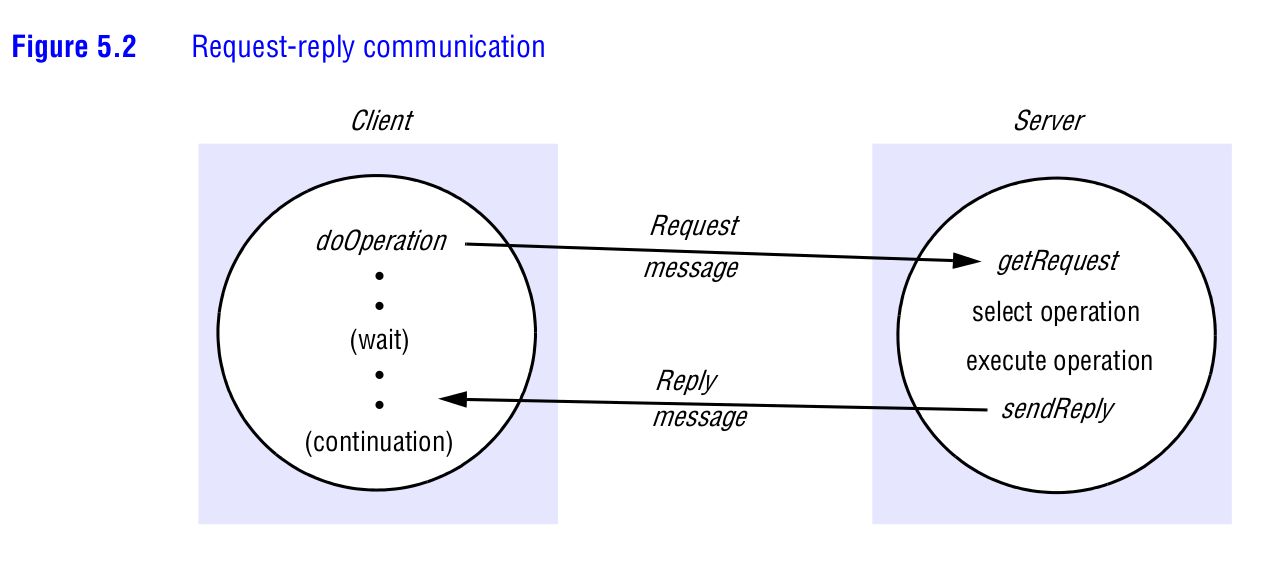 Figure 5.2 Request-reply communication
Client
Server
doOperation
(wait)
(continuation)
Request
message
Reply
message
getRequest
select operation
execute operation
sendReply